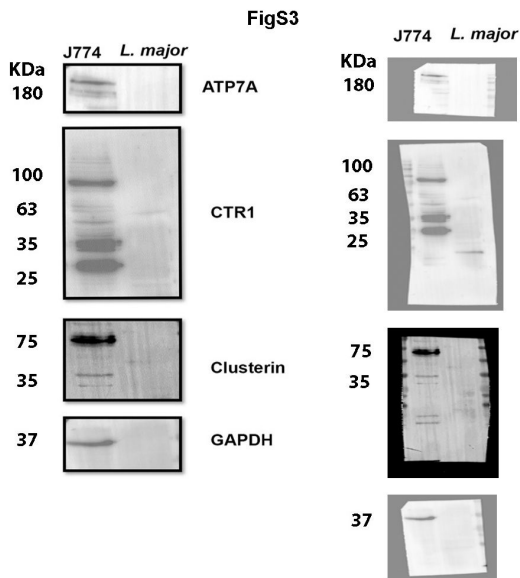 FigS3
J774 L. major
KDa
180
ATP7A
100
63
CTR1
35
25
75
Clusterin
35
37
GAPDH
J774 L. major
KDa
180
100
63
35
25
75
35
37